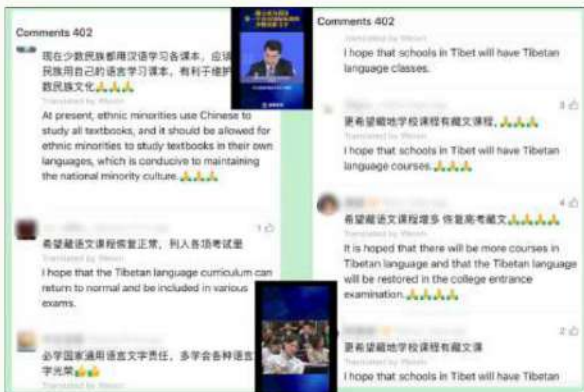 Comments 402
现在少数民族都用汉语学习各课本，应该
民族用自己的语言学习课本，有利于维护
数民族文化🙏🙏🙏
Translated by Weixin
At present, ethnic minorities use Chinese to
study all textbooks, and it should be allowed for
ethnic minorities to study textbooks in their own
languages, which is conducive to maintaining
the national minority culture.🙏🙏🙏
1
希望藏语文课程恢复正常，列入各项考试里
Translated by Weixin
I hope that the Tibetan language curriculum can
return to normal and be included in various
exams.
必学国家通用语言文字责任，多学会各种语言
字光荣👍👍
Comments 402
Translated by Weixin
I hope that schools in Tibet will have Tibetan
language classes.
3
更希望藏地学校课程有藏文课程，🙏🙏🙏
Translated by Weixin
I hope that schools in Tibet will have Tibetan
language courses.🙏🙏🙏
4
希望藏语文课程增多 恢复高考藏文🙏🙏🙏🙏
Translated by Weixin
It is hoped that there will be more courses in
Tibetan language and that the Tibetan language
will be restored in the college entrance
examination.🙏🙏🙏🙏
2
更希望藏地学校课程有藏文课
Translated by Weixin
I hope that schools in Tibet will have Tibetan